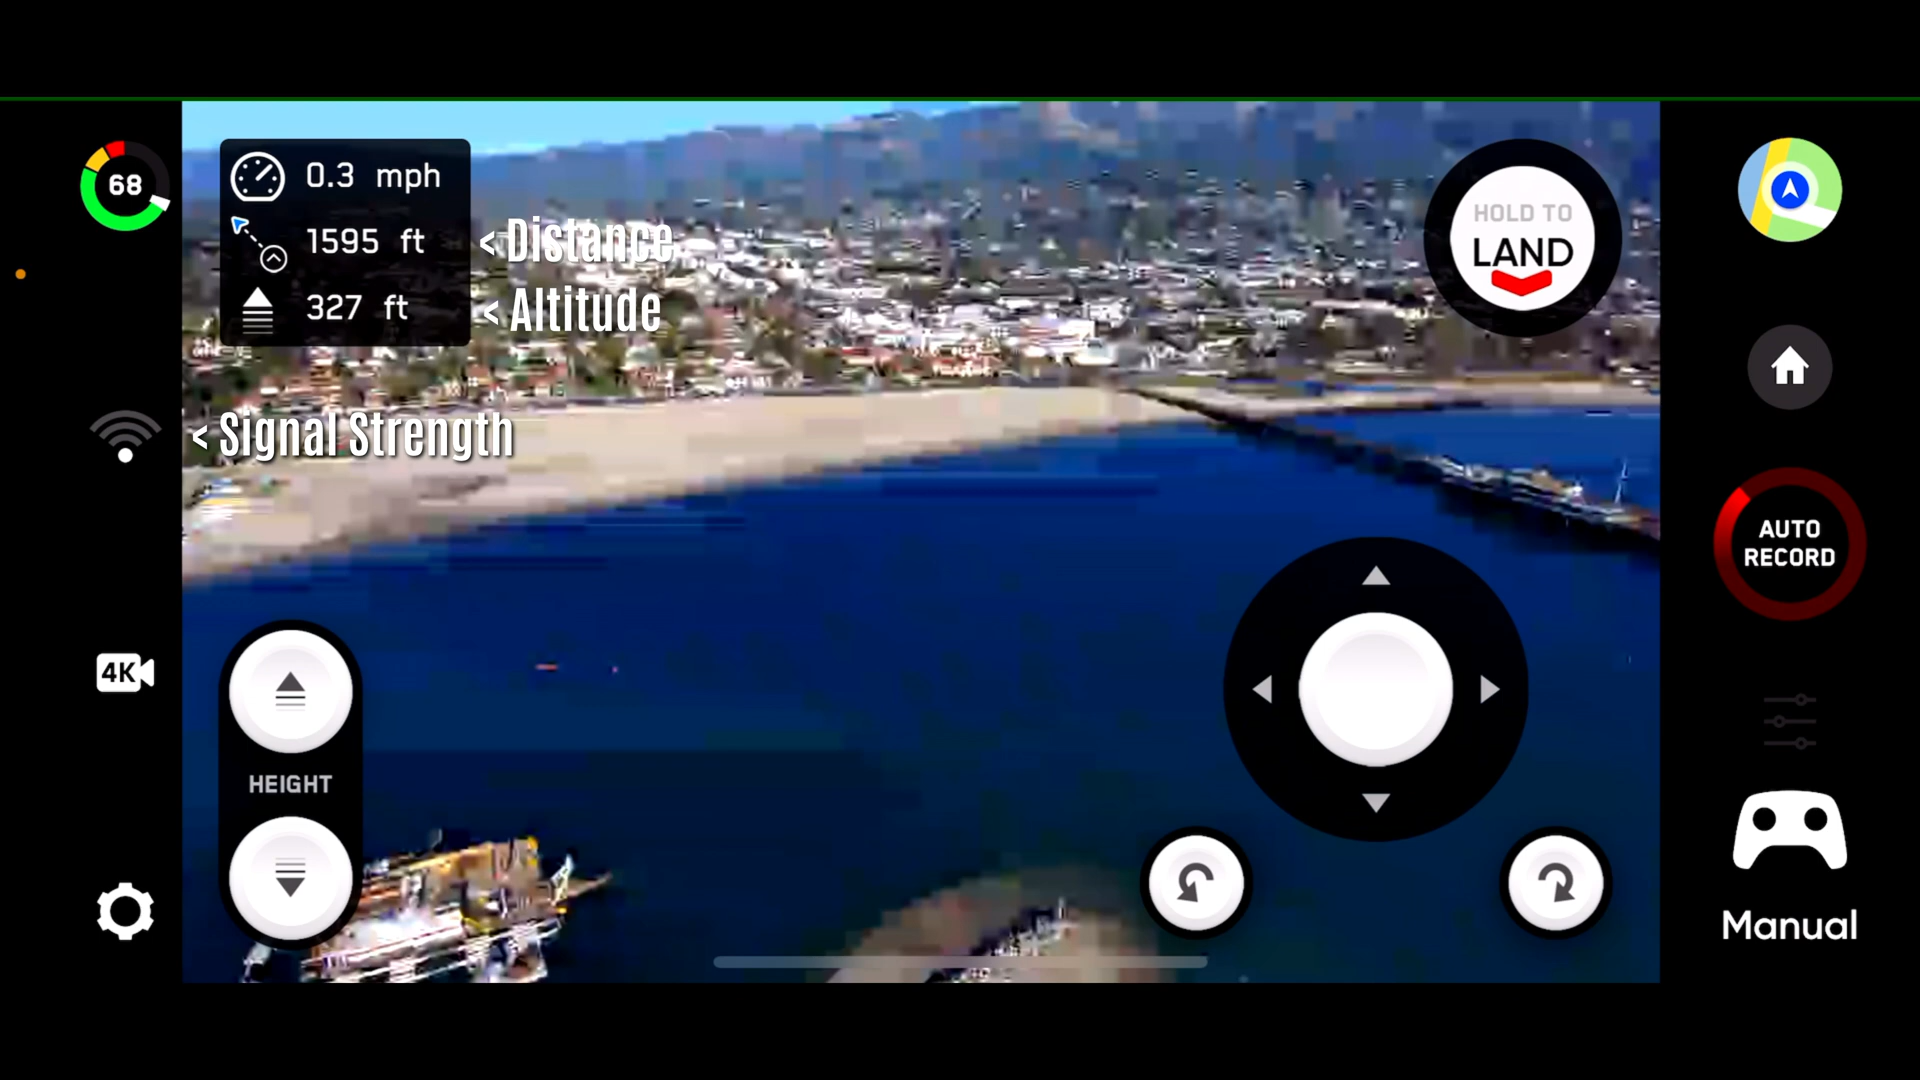 68
0.3 mph
1595 ft
< Distance
327 ft
< Altitude
HOLD TO
LAND
< Signal Strength
AUTO
RECORD
4K
HEIGHT
Manual